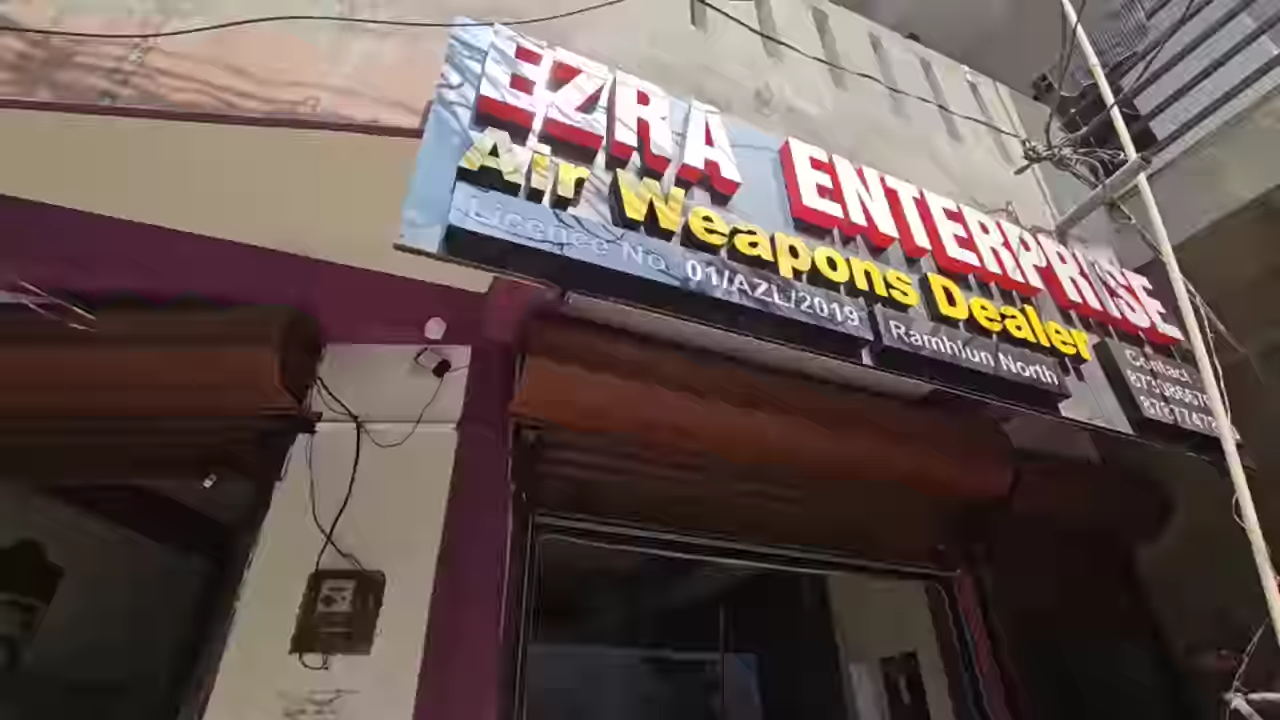 EZRA ENTERPRISE
Air Weapons Dealer
Licence No. 01/AZL/2019
Ramhlun North
Contact